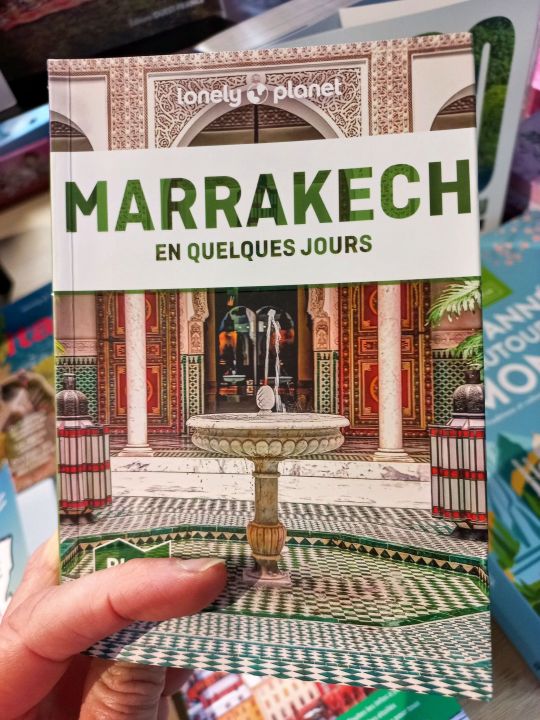 lonely planet
MARRAKECH
EN QUELQUES JOURS